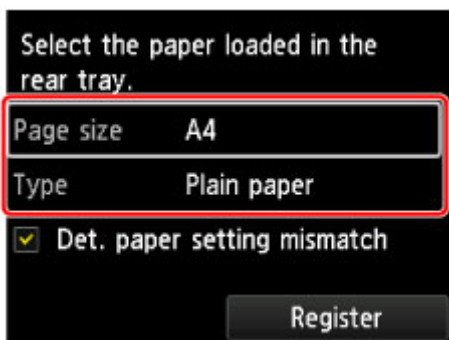 Select the paper loaded in the
rear tray.
Page size A4
Type Plain paper
Det. paper setting mismatch
Register